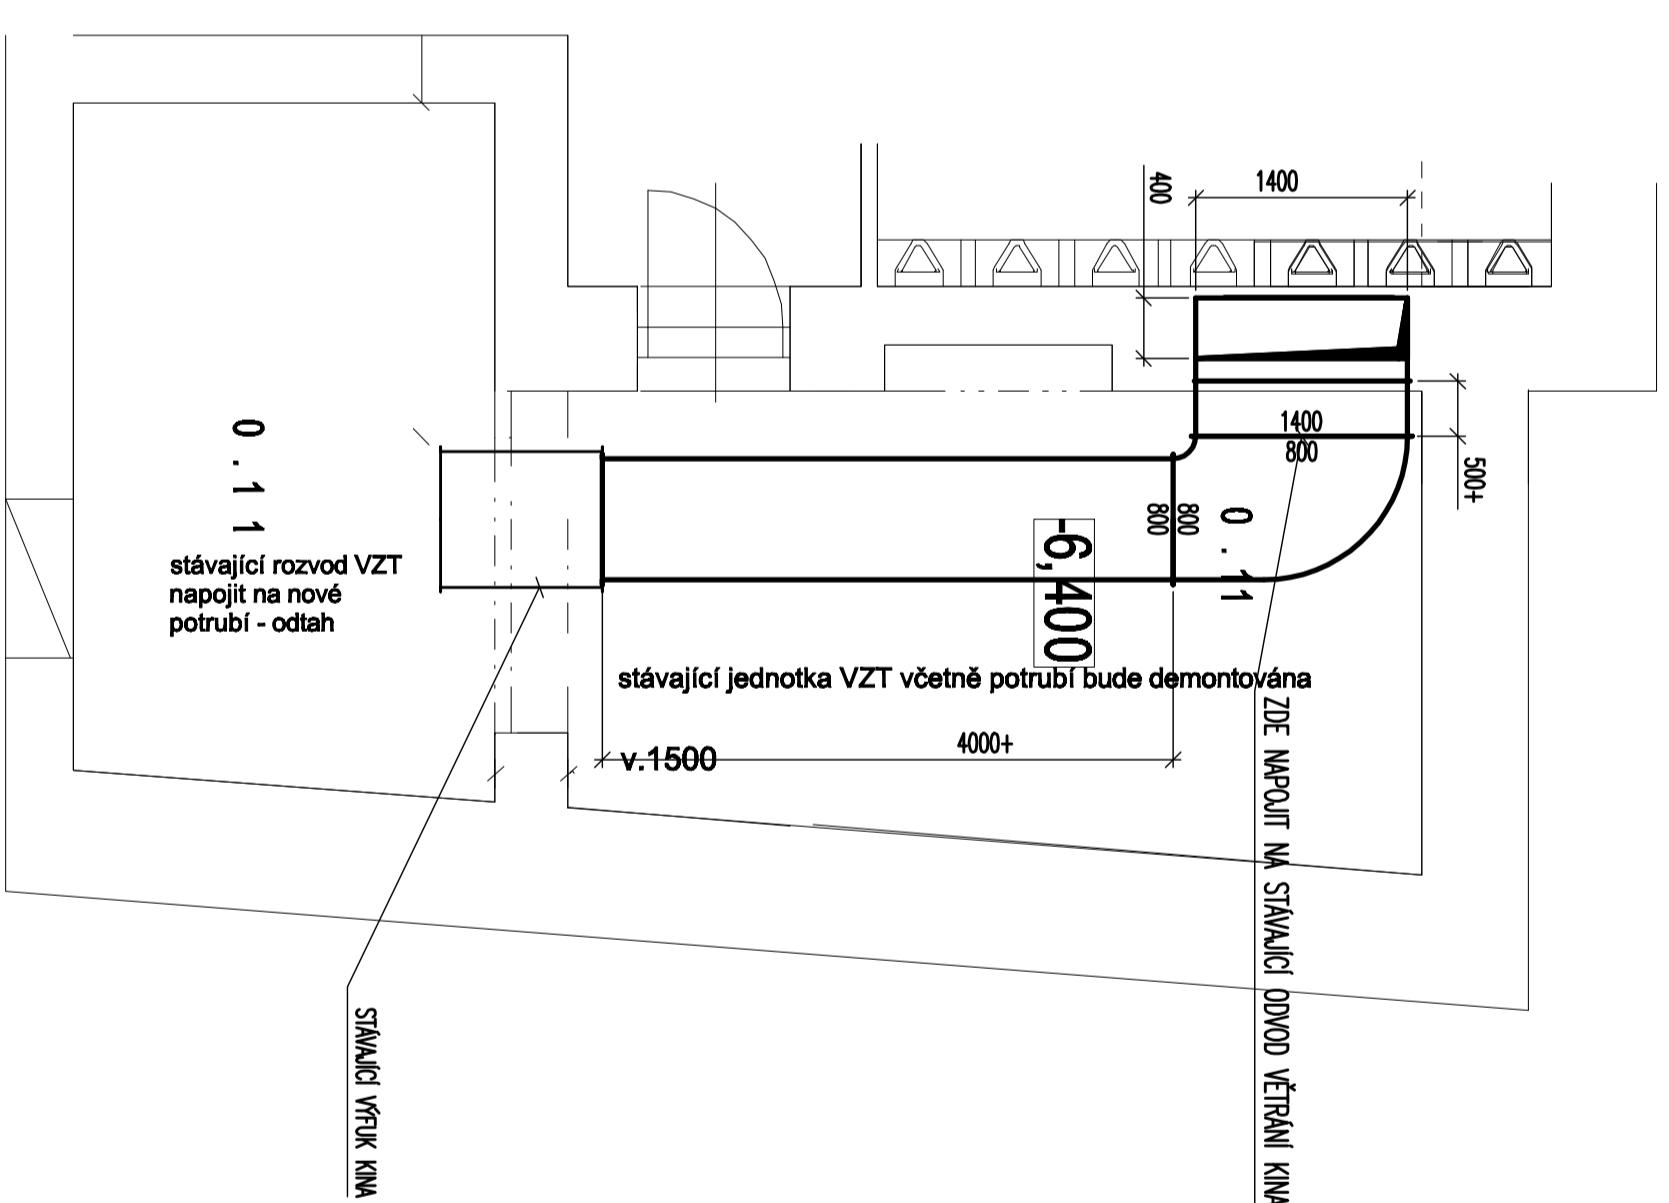 400
1400
1400
800
500+
0.11
stávající rozvod VZT
napojit na nové
potrubí - odtah
800
800
0.11
-6,400
stávající jednotka VZT včetně potrubí bude demontována
v.1500
4000+
ZDE NAPOJIT NA STÁVAJÍCÍ ODVOD VĚTRÁNÍ KINA
STÁVAJÍCÍ VÝFUK KINA